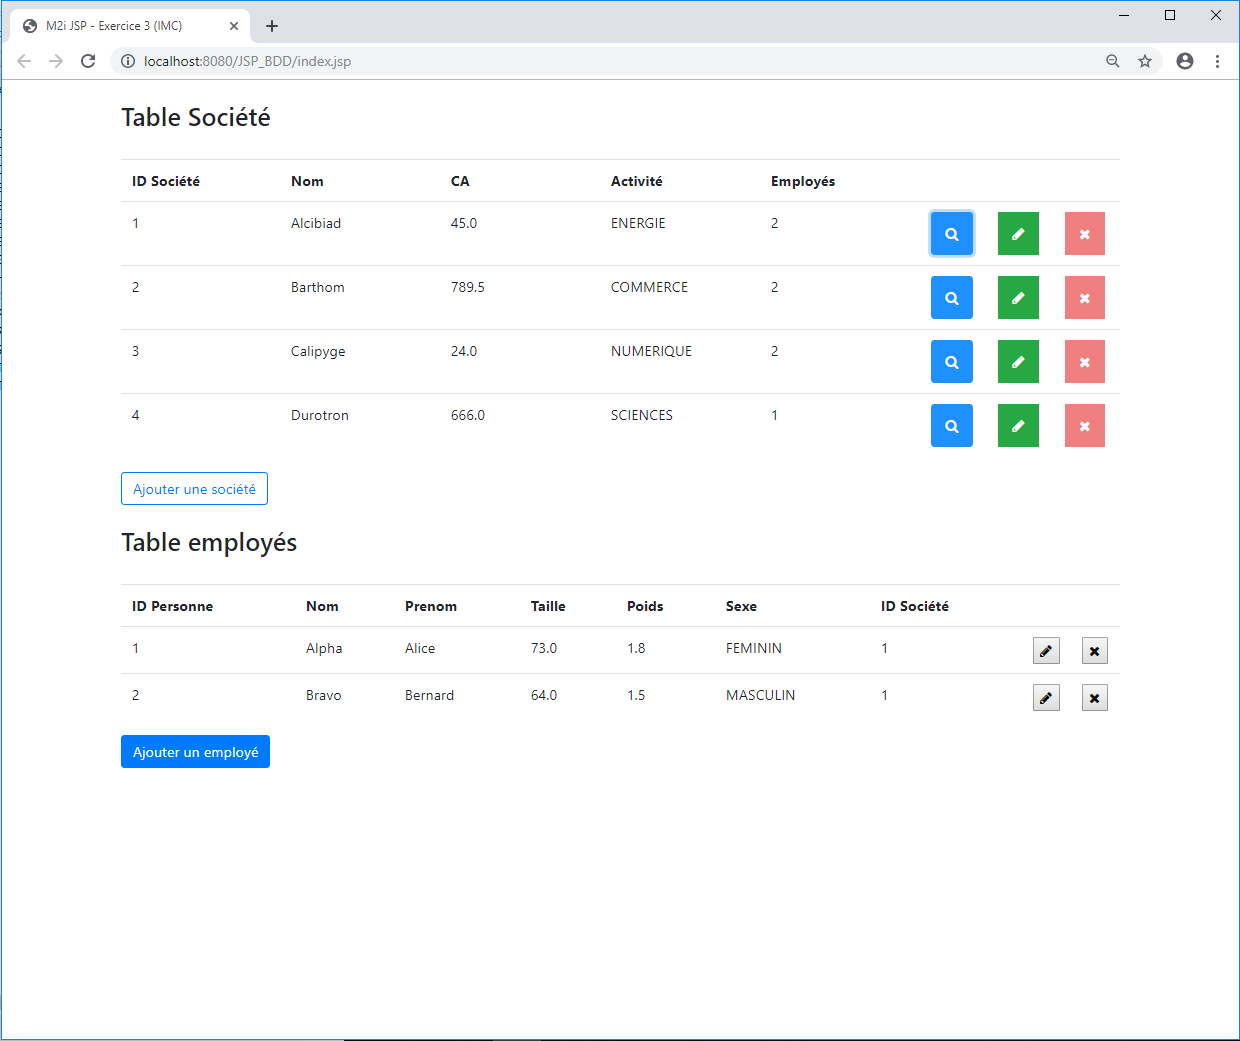 M2i JSP - Exercice 3 (IMC)
localhost:8080/JSP_BDD/index.jsp
Table Société
ID Société Nom CA Activité Employés
1 Alcibiad 45.0 ENERGIE 2
2 Barthom 789.5 COMMERCE 2
3 Calipyge 24.0 NUMERIQUE 2
4 Durotron 666.0 SCIENCES 1
Ajouter une société
Table employés
ID Personne Nom Prenom Taille Poids Sexe ID Société
1 Alpha Alice 73.0 1.8 FEMININ 1
2 Bravo Bernard 64.0 1.5 MASCULIN 1
Ajouter un employé